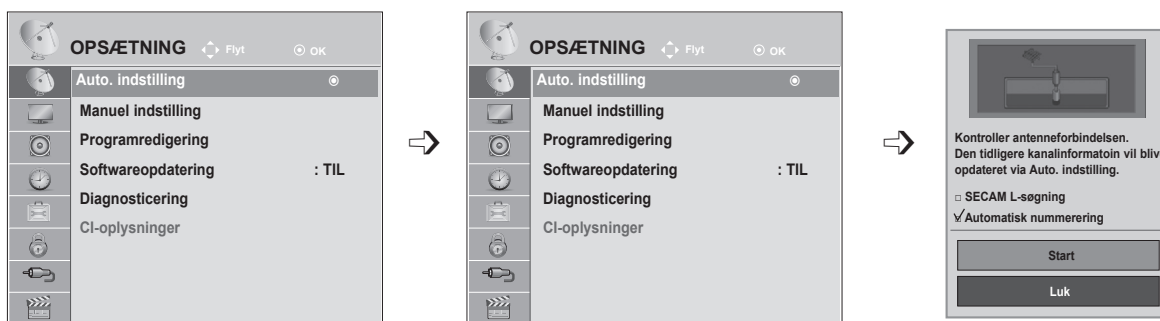 OPSÆTNING Flyt OK
Auto. indstilling
Manuel indstilling
Programredigering
Softwareopdatering : TIL
Diagnosticering
CI-oplysninger
OPSÆTNING Flyt OK
Auto. indstilling
Manuel indstilling
Programredigering
Softwareopdatering : TIL
Diagnosticering
CI-oplysninger
Kontroller antenneforbindelsen.
Den tidligere kanalinformatoin vil bliv
opdateret via Auto. indstilling.
SECAM L-søgning
Automatisk nummerering
Start
Luk